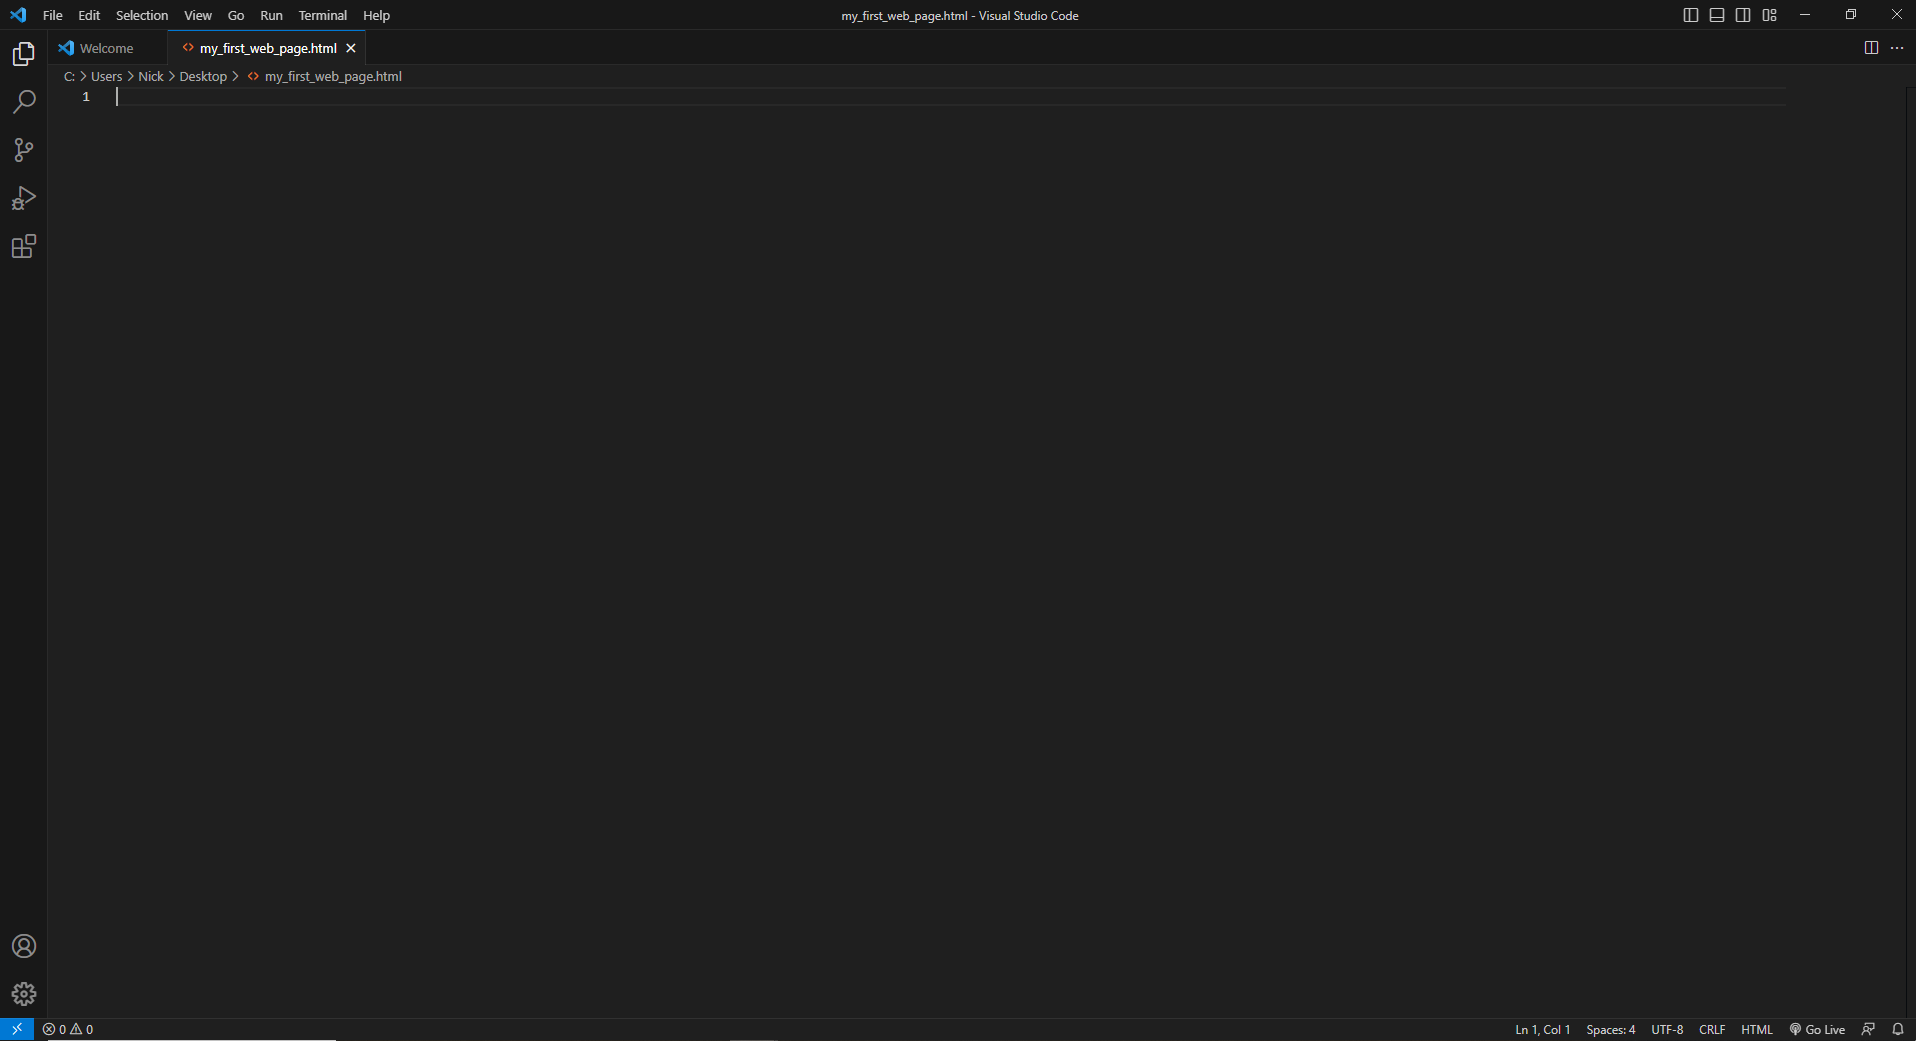 File Edit Selection View Go Run Terminal Help
my_first_web_page.html - Visual Studio Code
Welcome
my_first_web_page.html
C: > Users > Nick > Desktop > <> my_first_web_page.html
1
0 0
Ln 1, Col 1 Spaces: 4 UTF-8 CRLF HTML Go Live